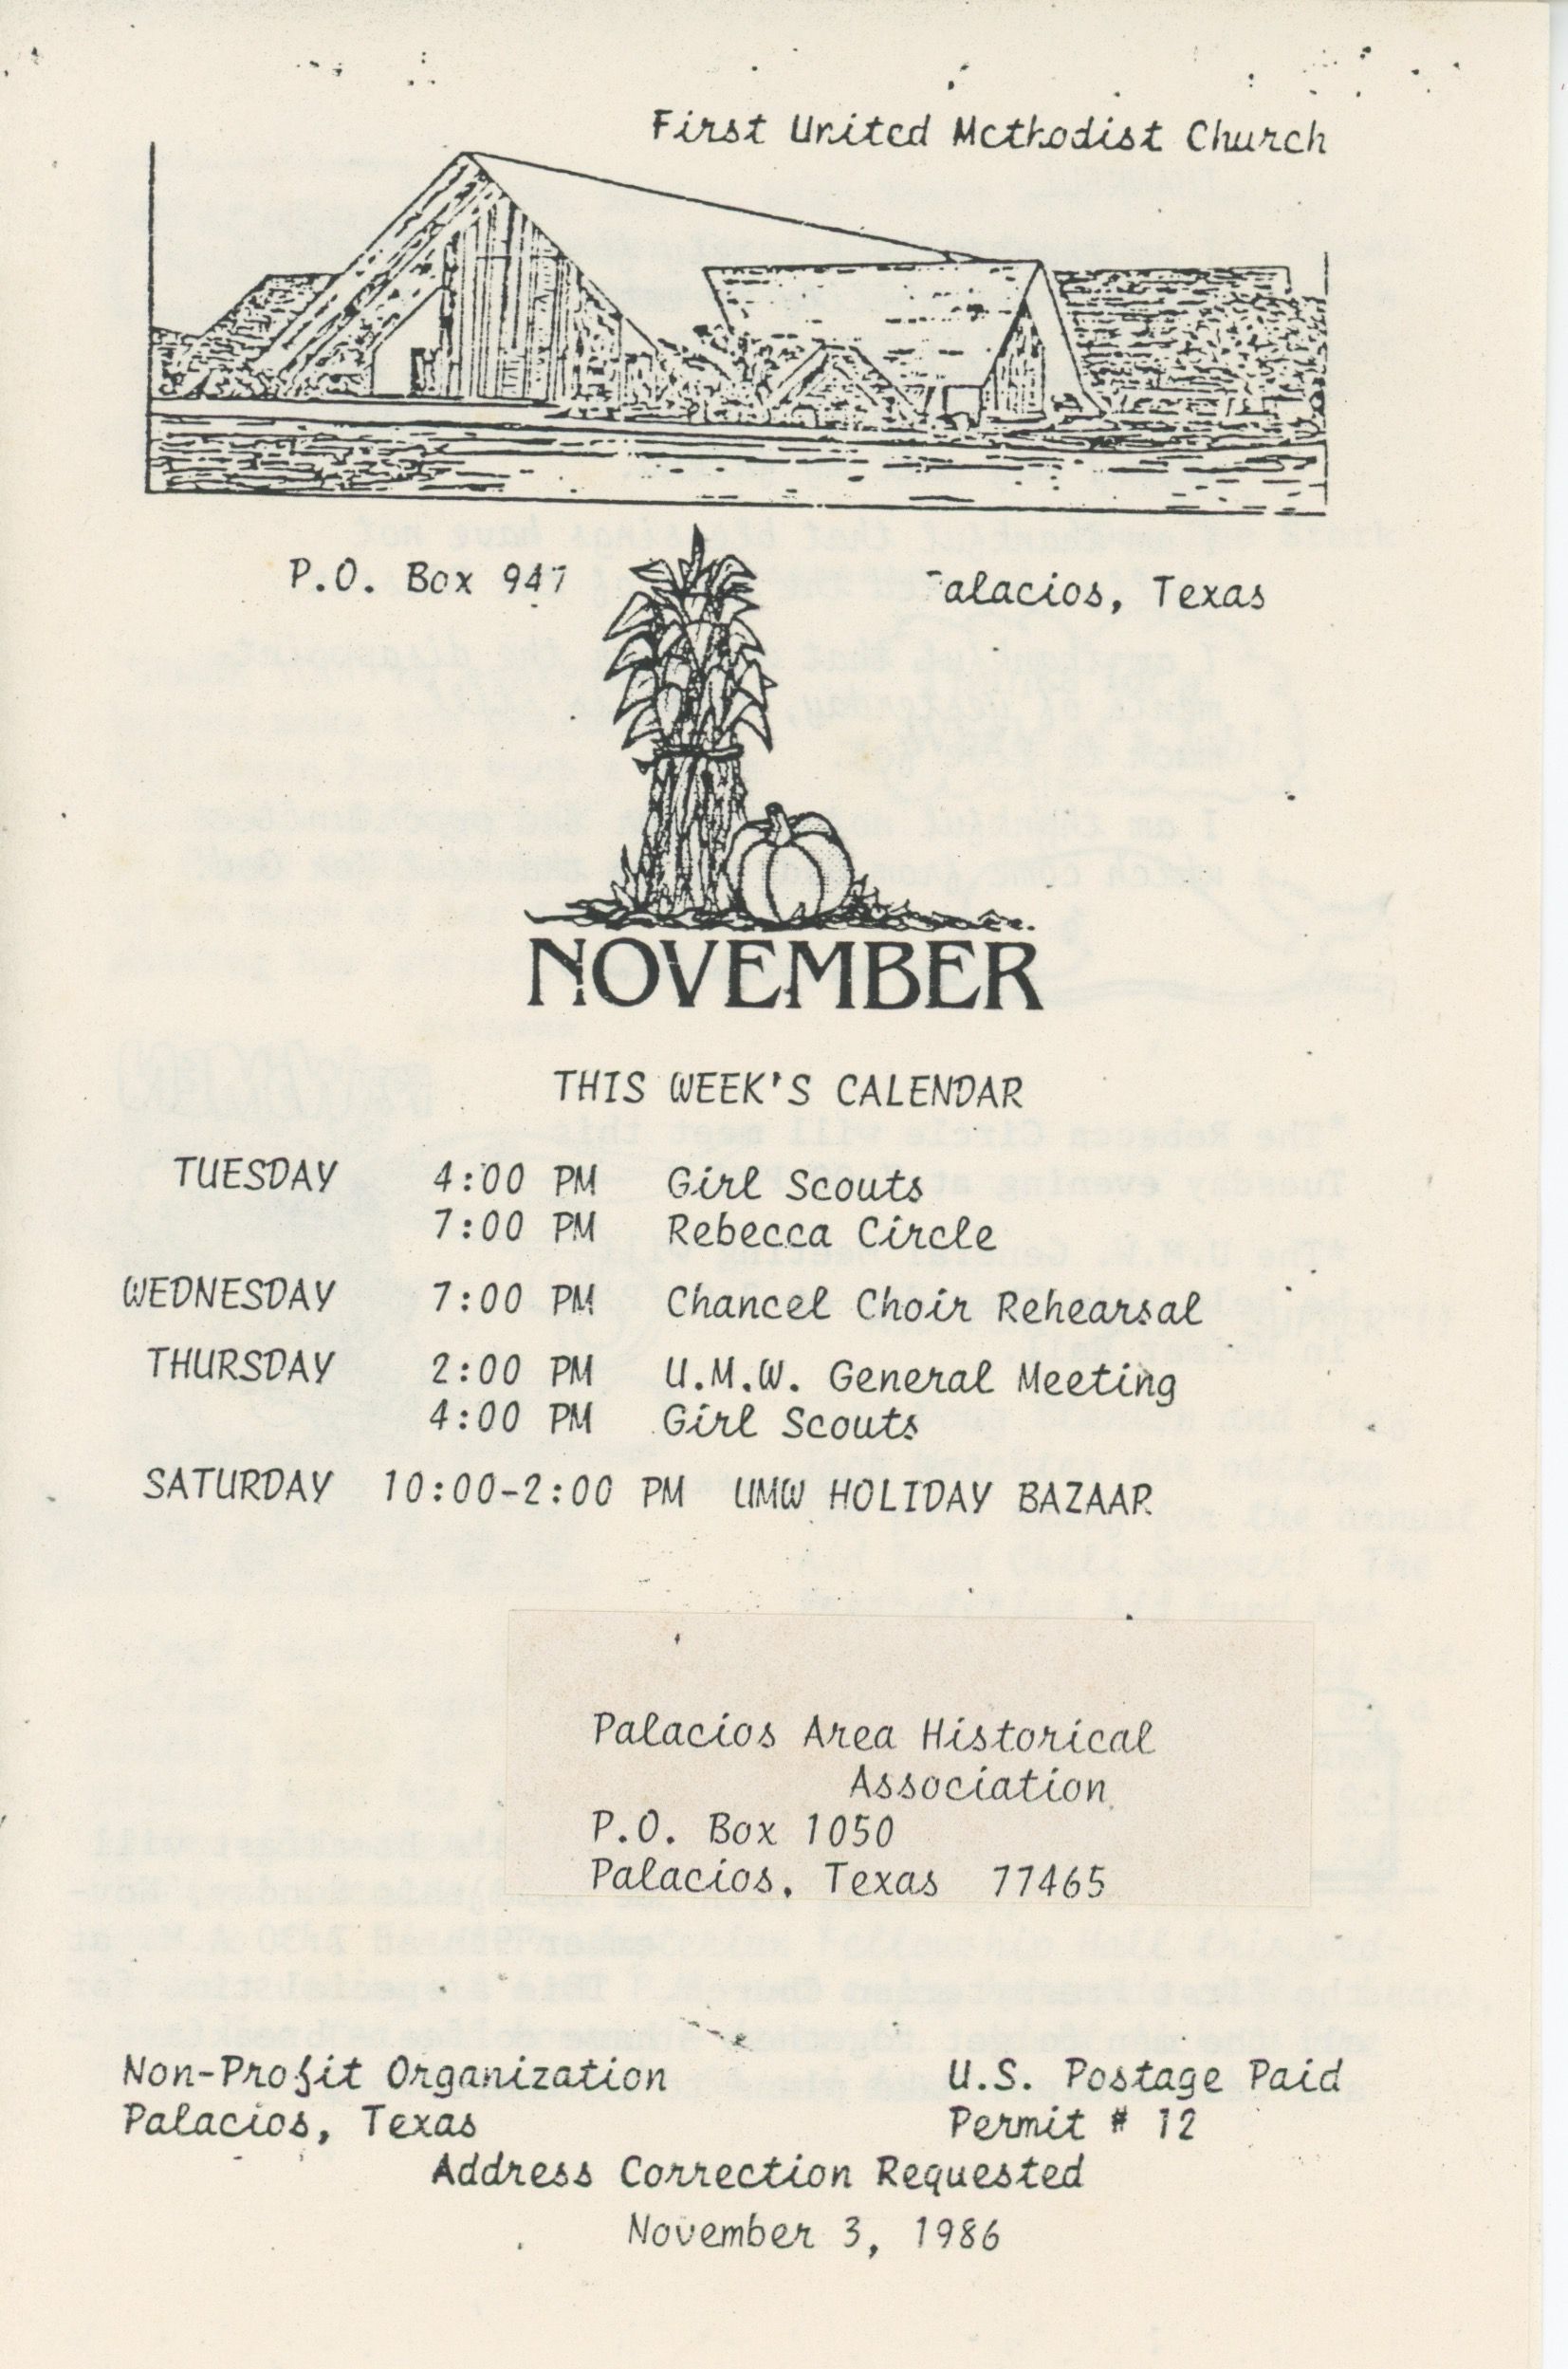 First United Methodist Church
P.O. Box 947
Palacios, Texas
NOVEMBER
THIS WEEK'S CALENDAR
TUESDAY 4:00 PM Girl Scouts
7:00 PM Rebecca Circle
WEDNESDAY 7:00 PM Chancel Choir Rehearsal
THURSDAY 2:00 PM U.M.W. General Meeting
4:00 PM Girl Scouts
SATURDAY 10:00-2:00 PM UMW HOLIDAY BAZAAR
Palacios Area Historical
Association
P.O. Box 1050
Palacios, Texas 77465
Non-Profit Organization
Palacios, Texas
U.S. Postage Paid
Permit # 12
Address Correction Requested
November 3, 1986